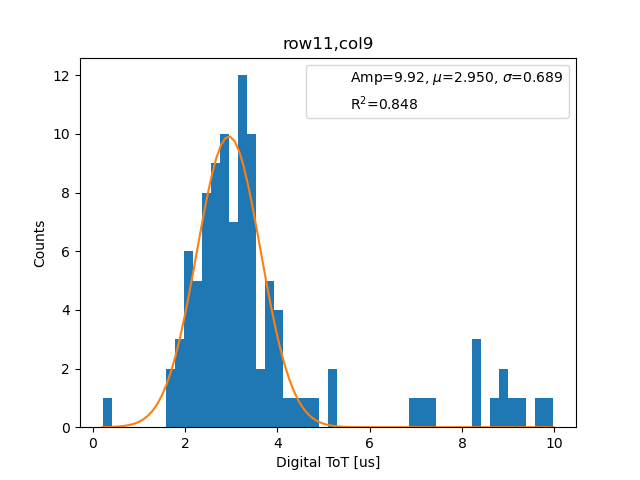 row11,col9
Amp=9.92, μ=2.950, σ=0.689
R²=0.848
12
10
8
6
4
2
0
Counts
0 2 4 6 8 10
Digital ToT [us]